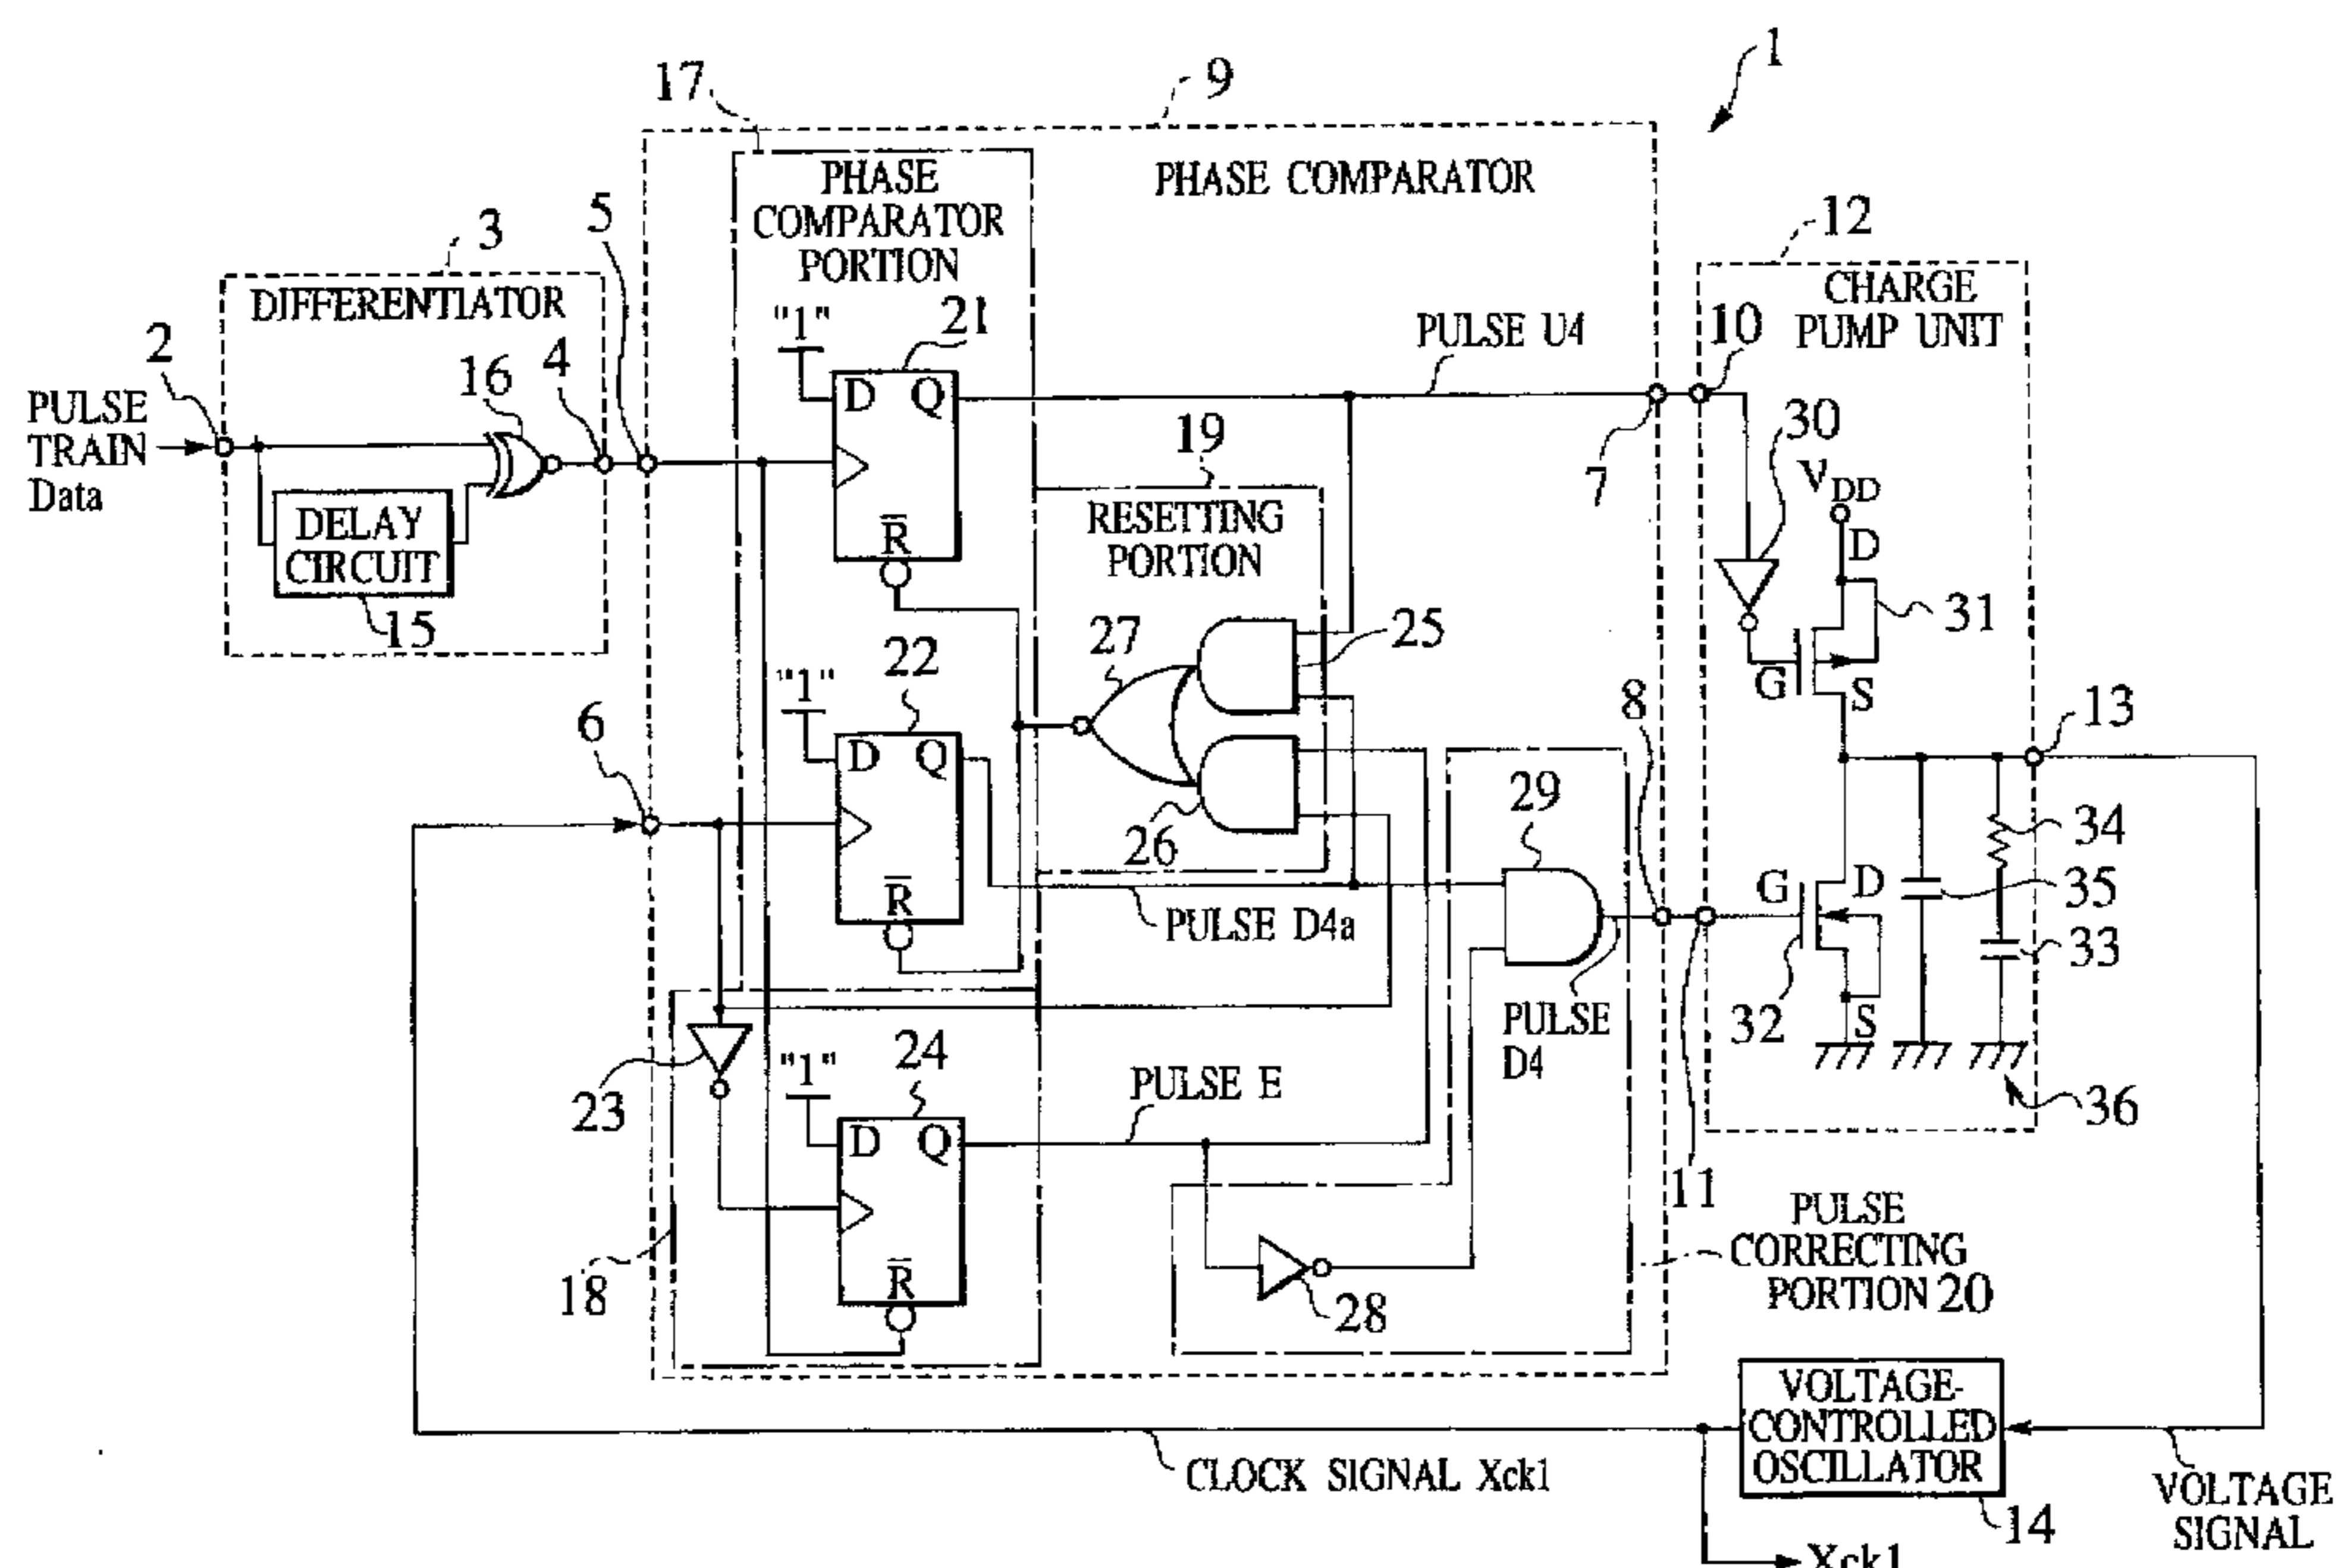 1
9
17
PHASE
COMPARATOR
PORTION
PHASE COMPARATOR
12
CHARGE
PUMP UNIT
3
DIFFERENTIATOR
5
"1"
21
PULSE U4
10
2
16
4
D Q
PULSE
TRAIN
Data
7
30
19
V DD
D
DELAY
CIRCUIT
R
RESETTING
PORTION
15
27
25
31
22
"1"
G
S
6
D Q
8
13
26
29
34
R
PULSE D4a
G
D
35
33
32
S
PULSE
D4
23
"1"
24
PULSE E
36
D Q
11
18
R
28
PULSE
CORRECTING
PORTION 20
VOLTAGE-
CONTROLLED
OSCILLATOR
CLOCK SIGNAL Xck1
14
VOLTAGE
SIGNAL
Xck1